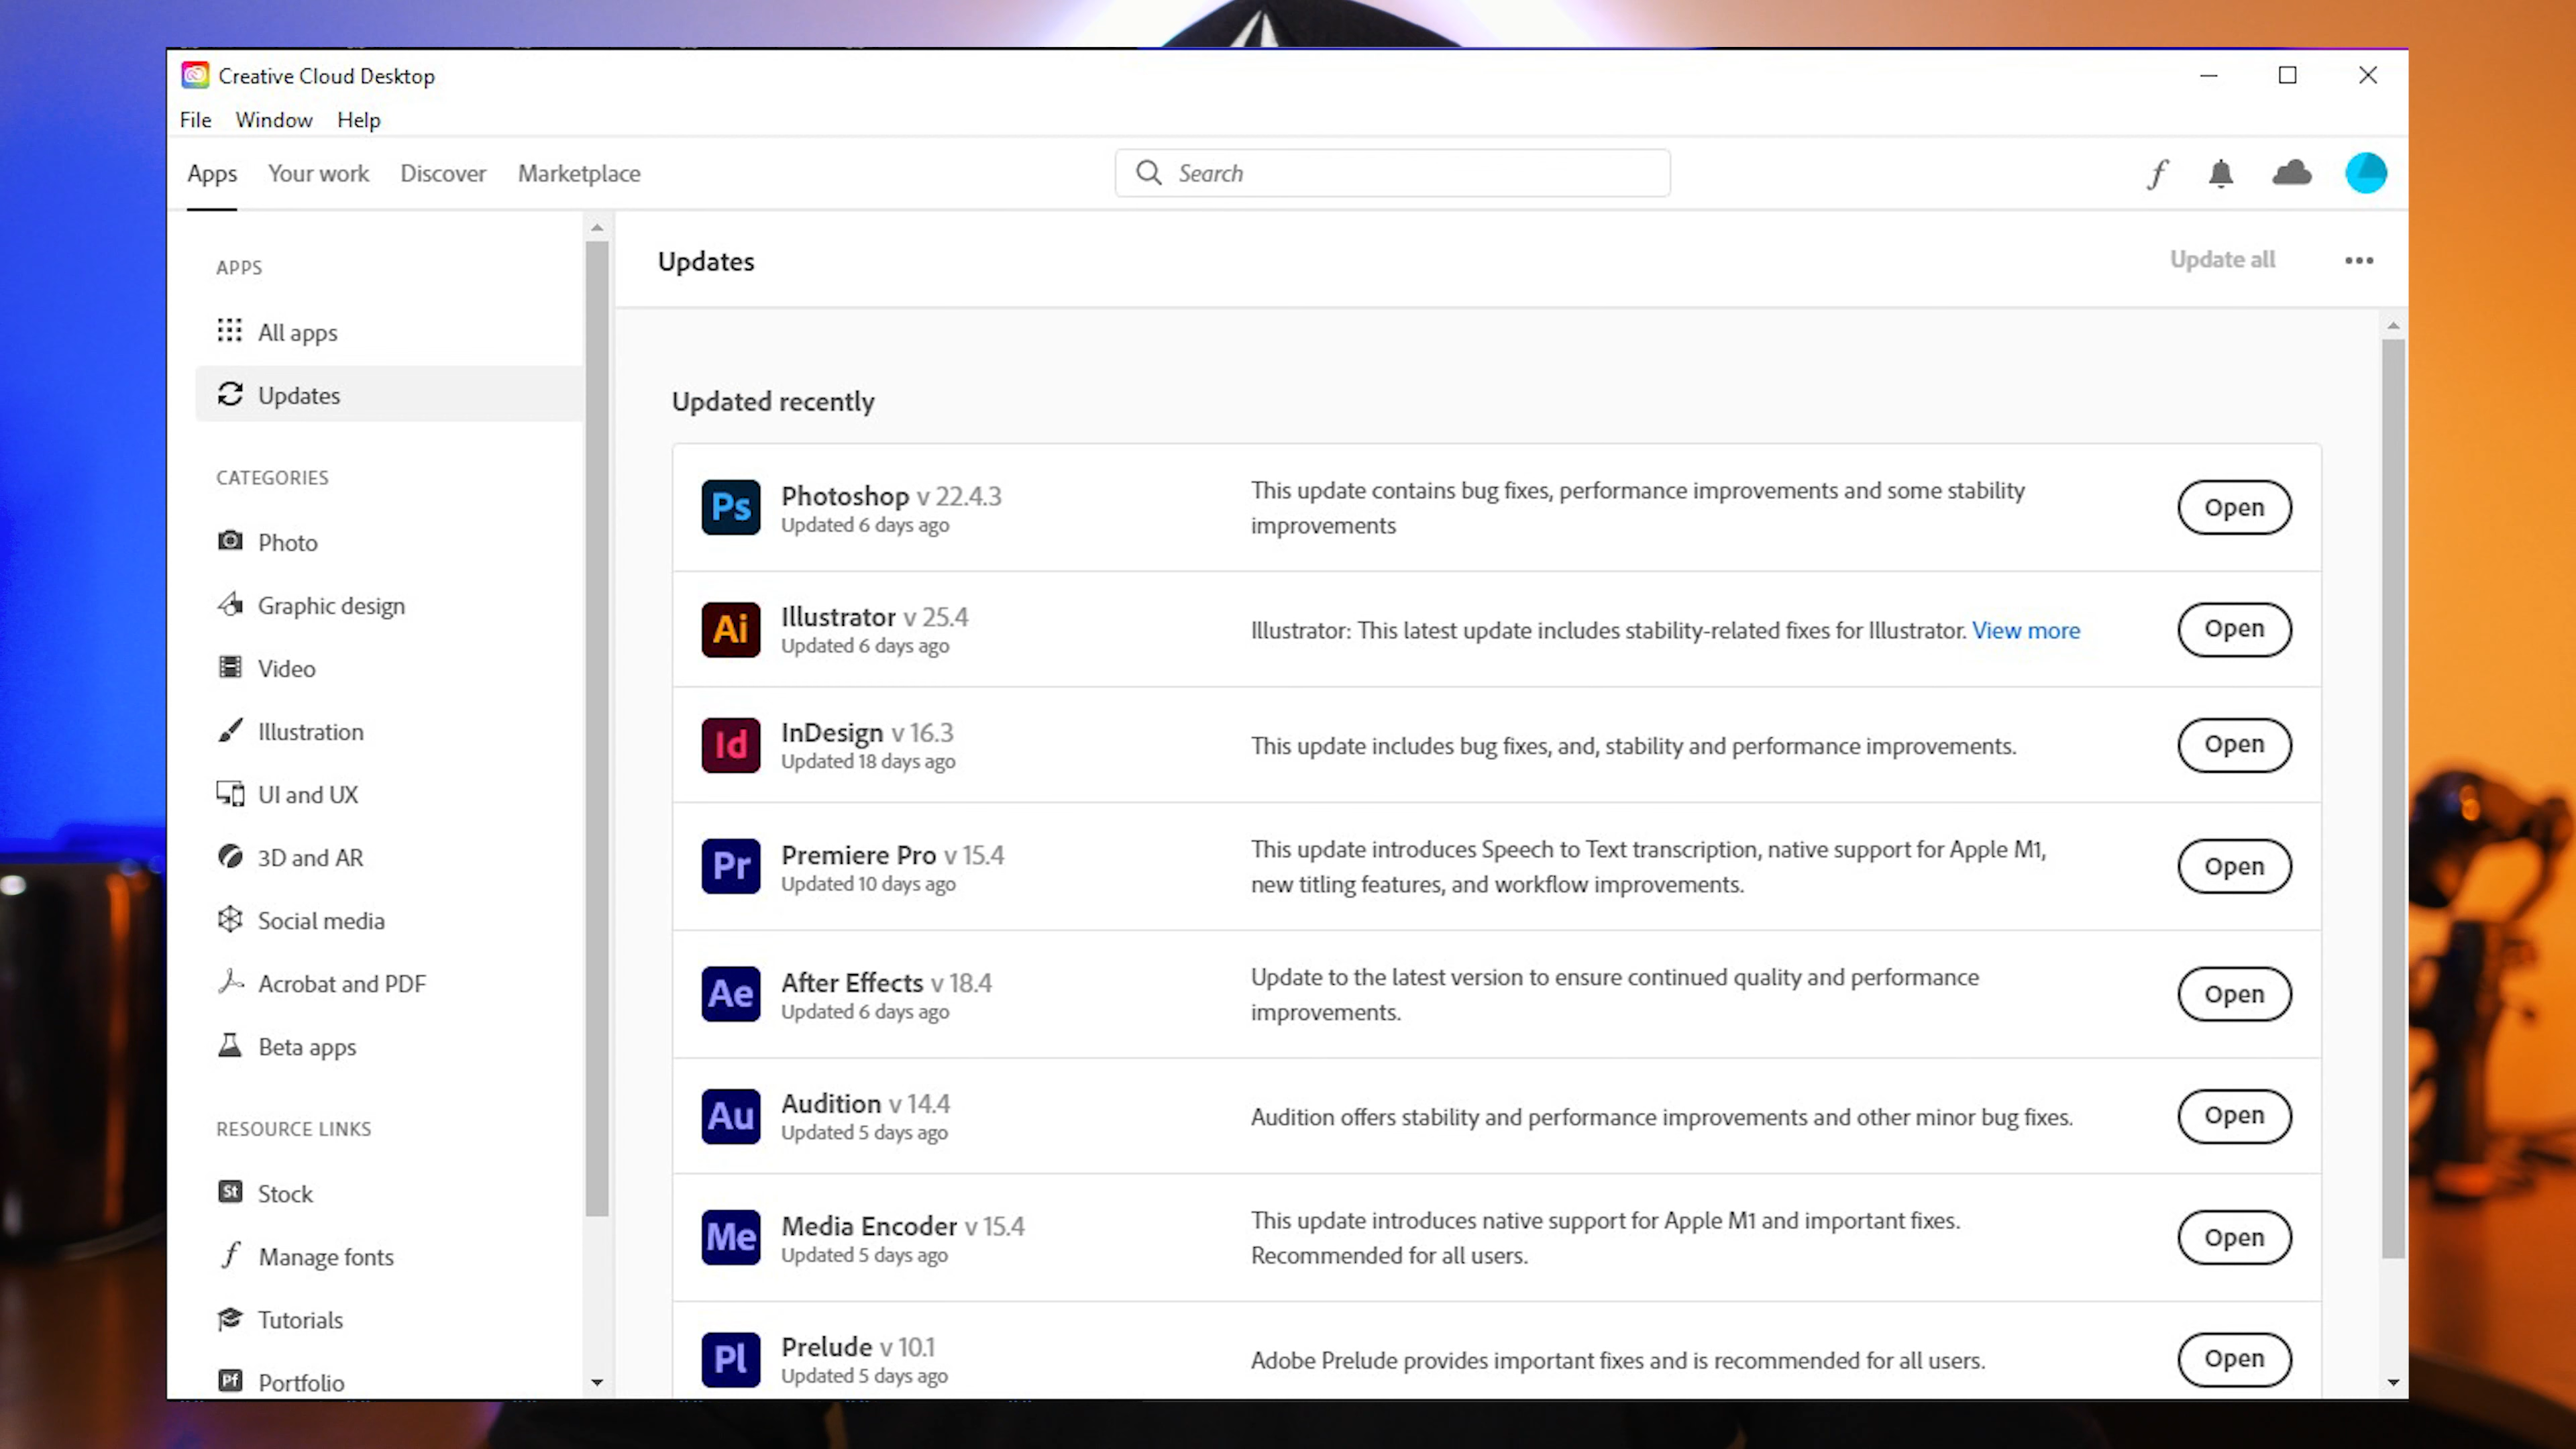 Creative Cloud Desktop
File Window Help
Apps Your work Discover Marketplace
Search
APPS
All apps
Updates
CATEGORIES
Photo
Graphic design
Video
Illustration
UI and UX
3D and AR
Social media
Acrobat and PDF
Beta apps
RESOURCE LINKS
St Stock
Manage fonts
Tutorials
Pf Portfolio
Updates
Update all
Updated recently
Ps
Photoshop v 22.4.3
Updated 6 days ago
This update contains bug fixes, performance improvements and some stability
improvements
Open
Ai
Illustrator v 25.4
Updated 6 days ago
Illustrator: This latest update includes stability-related fixes for Illustrator. View more
Open
Id
InDesign v 16.3
Updated 18 days ago
This update includes bug fixes, and, stability and performance improvements.
Open
Pr
Premiere Pro v 15.4
Updated 10 days ago
This update introduces Speech to Text transcription, native support for Apple M1,
new titling features, and workflow improvements.
Open
Ae
After Effects v 18.4
Updated 6 days ago
Update to the latest version to ensure continued quality and performance
improvements.
Open
Au
Audition v 14.4
Updated 5 days ago
Audition offers stability and performance improvements and other minor bug fixes.
Open
Me
Media Encoder v 15.4
Updated 5 days ago
This update introduces native support for Apple M1 and important fixes.
Recommended for all users.
Open
Pl
Prelude v 10.1
Updated 5 days ago
Adobe Prelude provides important fixes and is recommended for all users.
Open